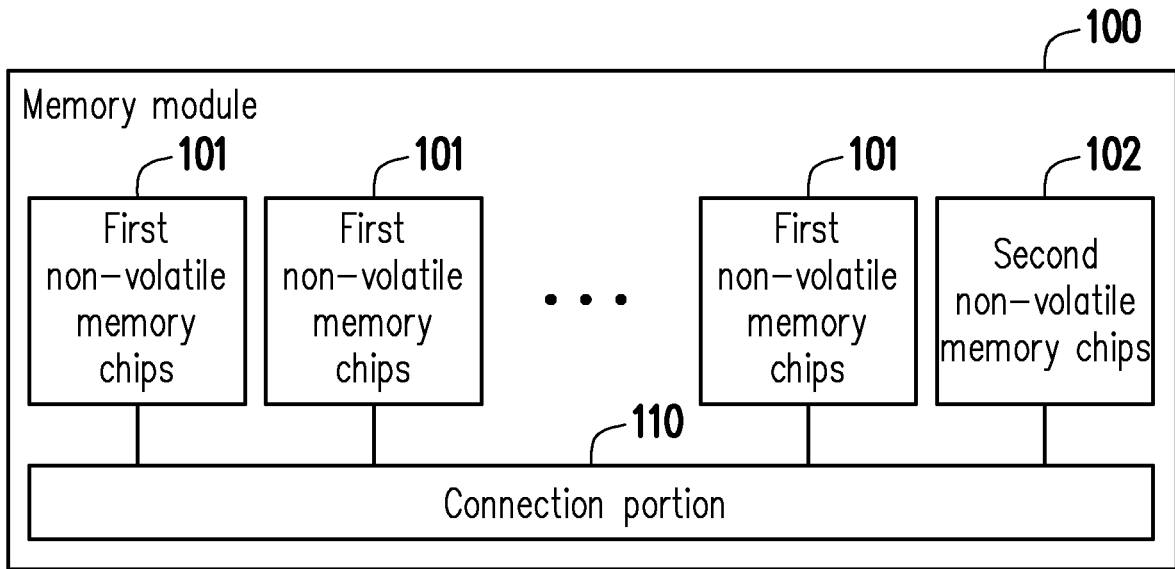 100
Memory module
101
101
101
102
First
non-volatile
memory
chips
First
non-volatile
memory
chips
• • •
First
non-volatile
memory
chips
Second
non-volatile
memory chips
110
Connection portion